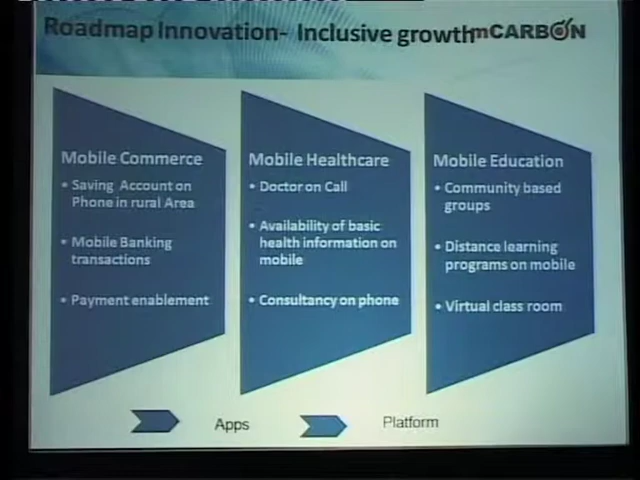 Roadmap Innovation- Inclusive growth
mCARBON
Mobile Commerce
• Saving Account on
Phone in rural Area
• Mobile Banking
transactions
• Payment enablement
Mobile Healthcare
• Doctor on Call
• Availability of basic
health information on
mobile
• Consultancy on phone
Mobile Education
• Community based
groups
• Distance learning
programs on mobile
• Virtual class room
Apps
Platform